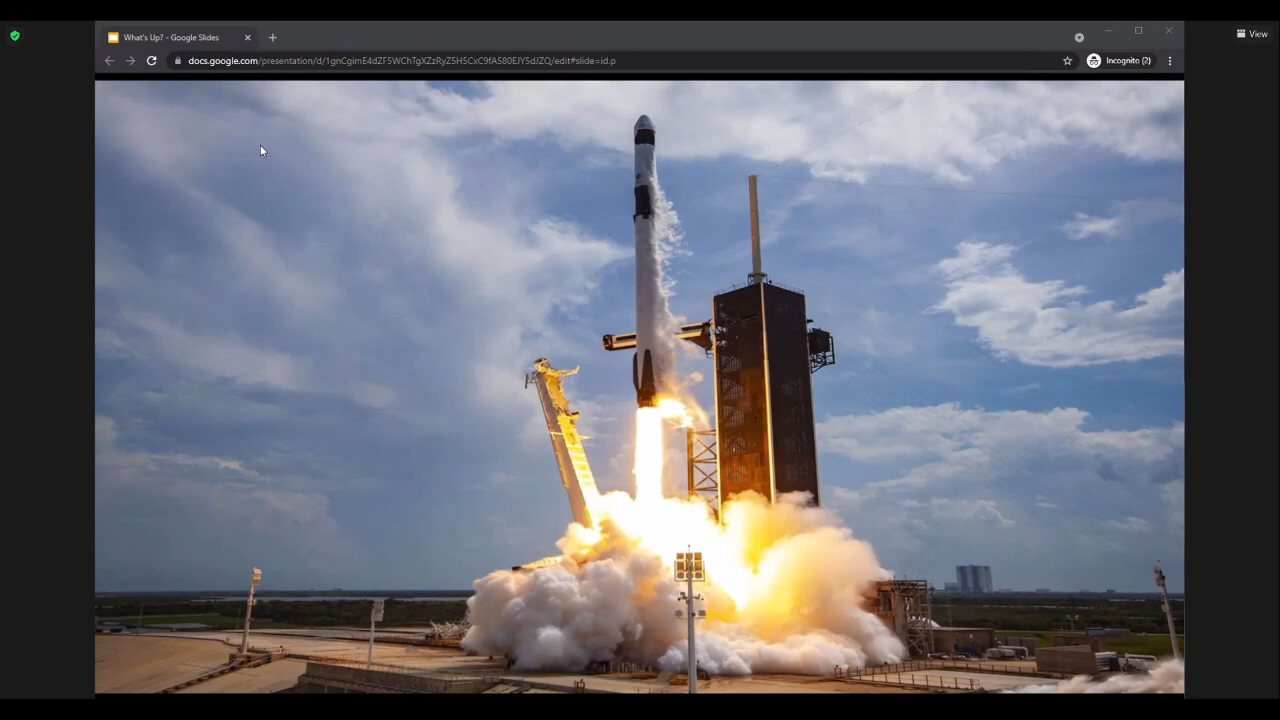 What's Up? - Google Slides
View
docs.google.com/presentation/d/1gnCgimE4dZF5WChTgXZzRyZ5H5CxC9fA580EJY5dJZQ/edit#slide=id.p
Incognito (2)